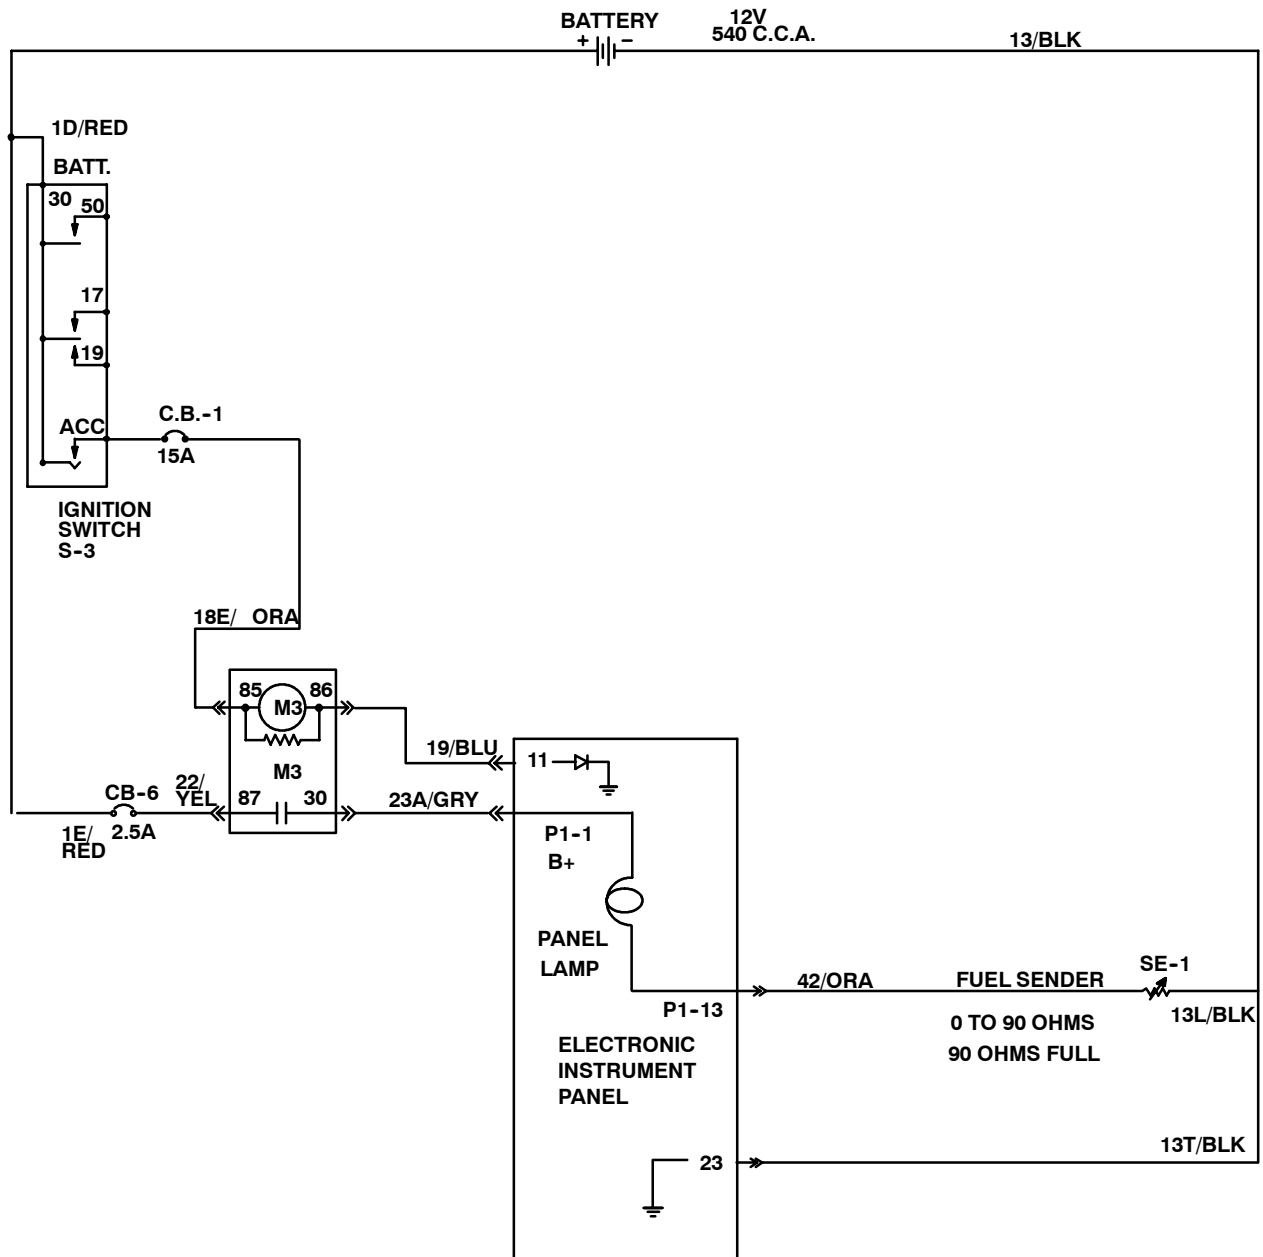 BATTERY
12V
540 C.C.A.
+ −
13/BLK
1D/RED
BATT.
30
50
17
19
ACC
C.B.-1
15A
IGNITION
SWITCH
S-3
18E/ ORA
85 M3 86
M3
87 30
19/BLU
11
22/
YEL
CB-6
2.5A
1E/
RED
23A/GRY
P1-1
B+
PANEL
LAMP
P1-13
42/ORA
FUEL SENDER
SE-1
13L/BLK
0 TO 90 OHMS
90 OHMS FULL
ELECTRONIC
INSTRUMENT
PANEL
23
13T/BLK